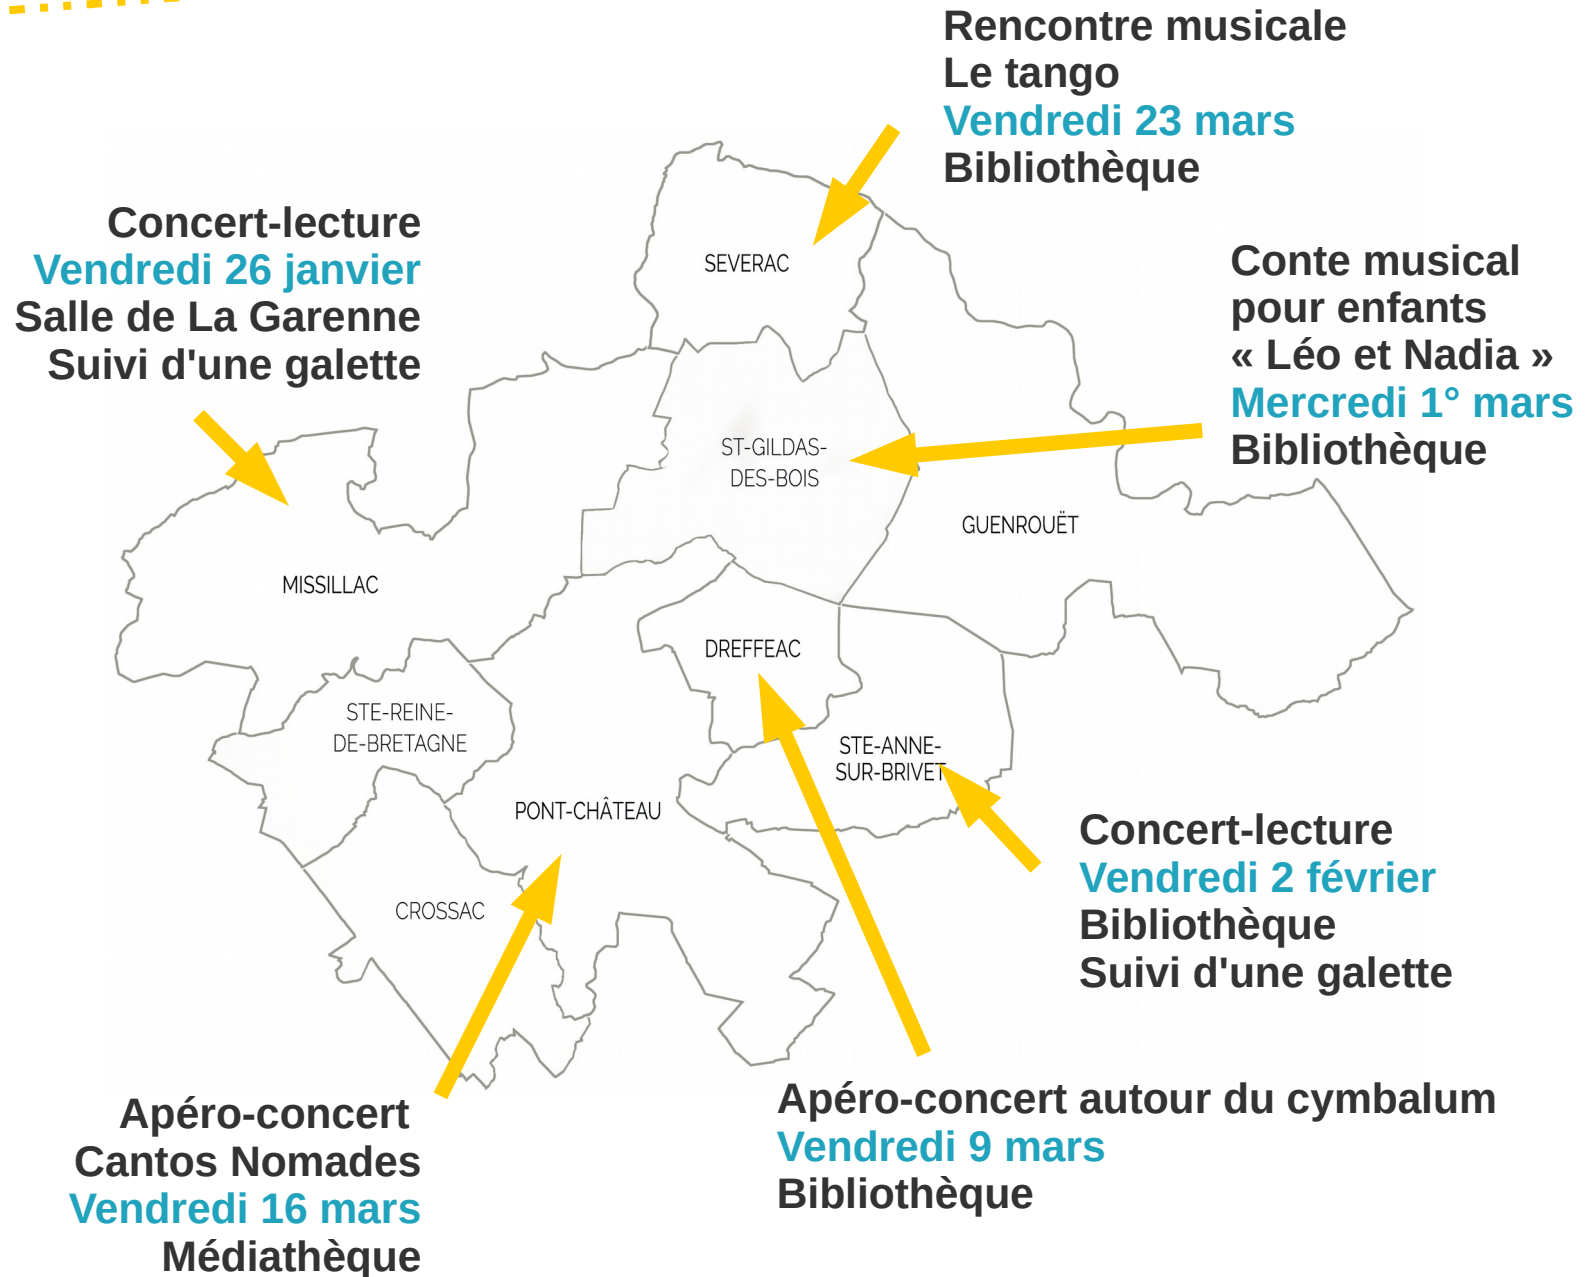 Rencontre musicale
Le tango
Vendredi 23 mars
Bibliothèque
Concert-lecture
Vendredi 26 janvier
Salle de La Garenne
Suivi d'une galette
Conte musical
pour enfants
« Léo et Nadia »
Mercredi 1° mars
Bibliothèque
SEVERAC
ST-GILDAS-
DES-BOIS
GUENROUËT
MISSILLAC
DREFFEAC
STE-REINE-
DE-BRETAGNE
STE-ANNE-
SUR-BRIVET
PONT-CHÂTEAU
CROSSAC
Concert-lecture
Vendredi 2 février
Bibliothèque
Suivi d'une galette
Apéro-concert
Cantos Nomades
Vendredi 16 mars
Médiathèque
Apéro-concert autour du cymbalum
Vendredi 9 mars
Bibliothèque